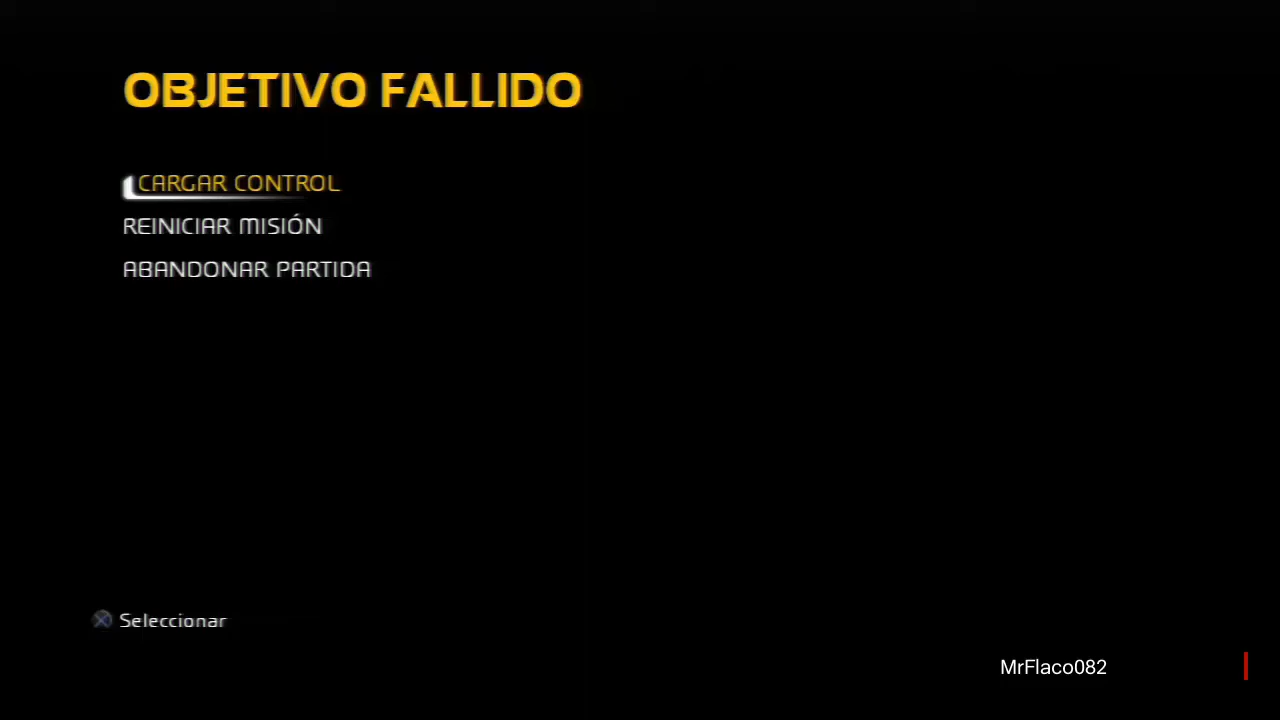 OBJETIVO FALLIDO
CARGAR CONTROL
REINICIAR MISIÓN
ABANDONAR PARTIDA
Seleccionar
MrFlaco082